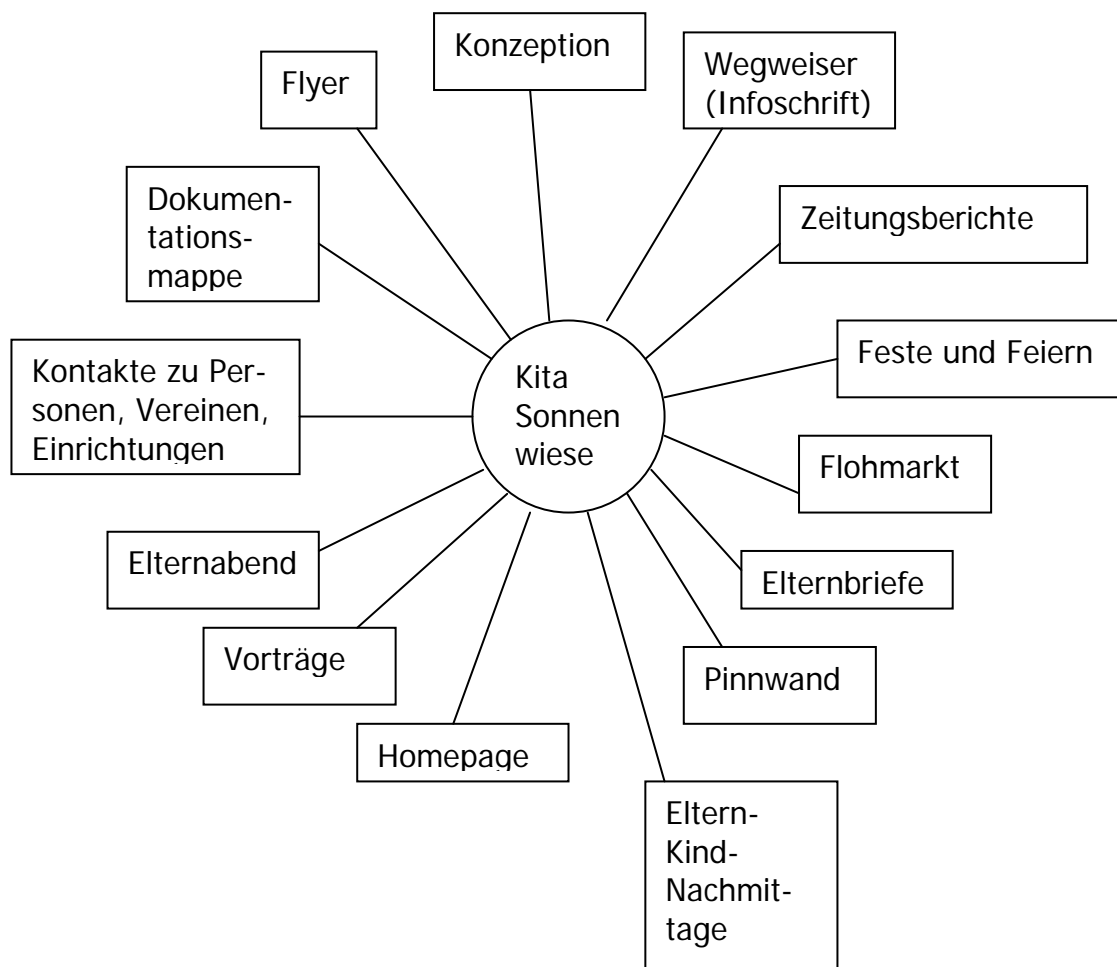 Konzeption
Wegweiser
(Infoschrift)
Flyer
Dokumen-
tations-
mappe
Zeitungsberichte
Kontakte zu Per-
sonen, Vereinen,
Einrichtungen
Kita
Sonnen
wiese
Feste und Feiern
Flohmarkt
Elternabend
Elternbriefe
Vorträge
Pinnwand
Homepage
Eltern-
Kind-
Nachmit-
tage